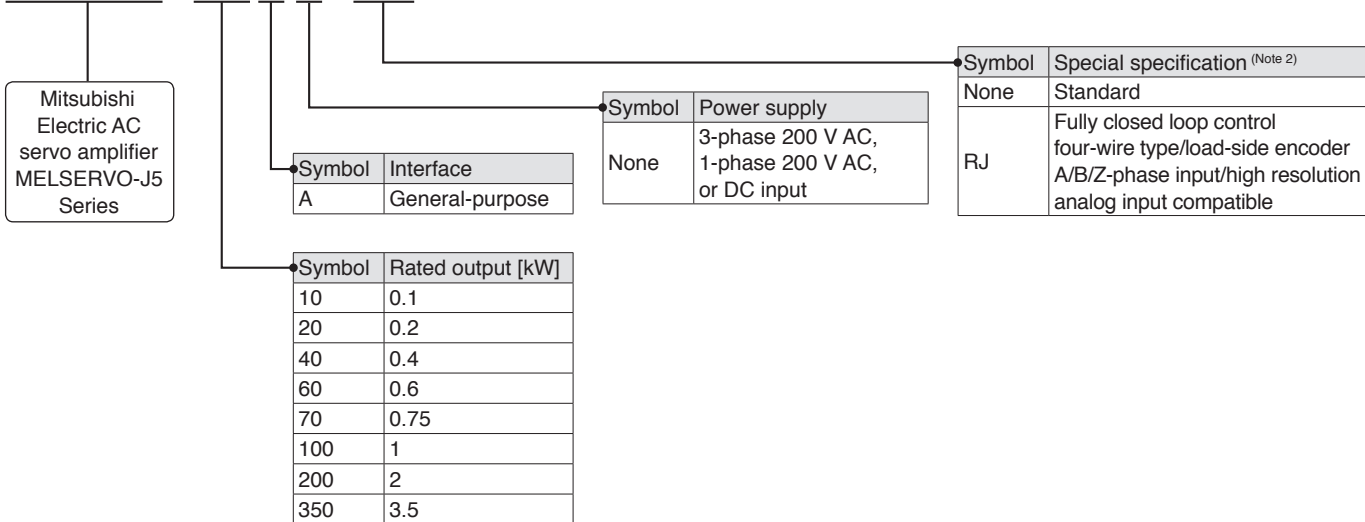 Mitsubishi
Electric AC
servo amplifier
MELSERVO-J5
Series
Symbol Interface
A General-purpose
Symbol Rated output [kW]
10 0.1
20 0.2
40 0.4
60 0.6
70 0.75
100 1
200 2
350 3.5
Symbol Power supply
None 3-phase 200 V AC,
1-phase 200 V AC,
or DC input
Symbol Special specification (Note 2)
None Standard
RJ Fully closed loop control
four-wire type/load-side encoder
A/B/Z-phase input/high resolution
analog input compatible